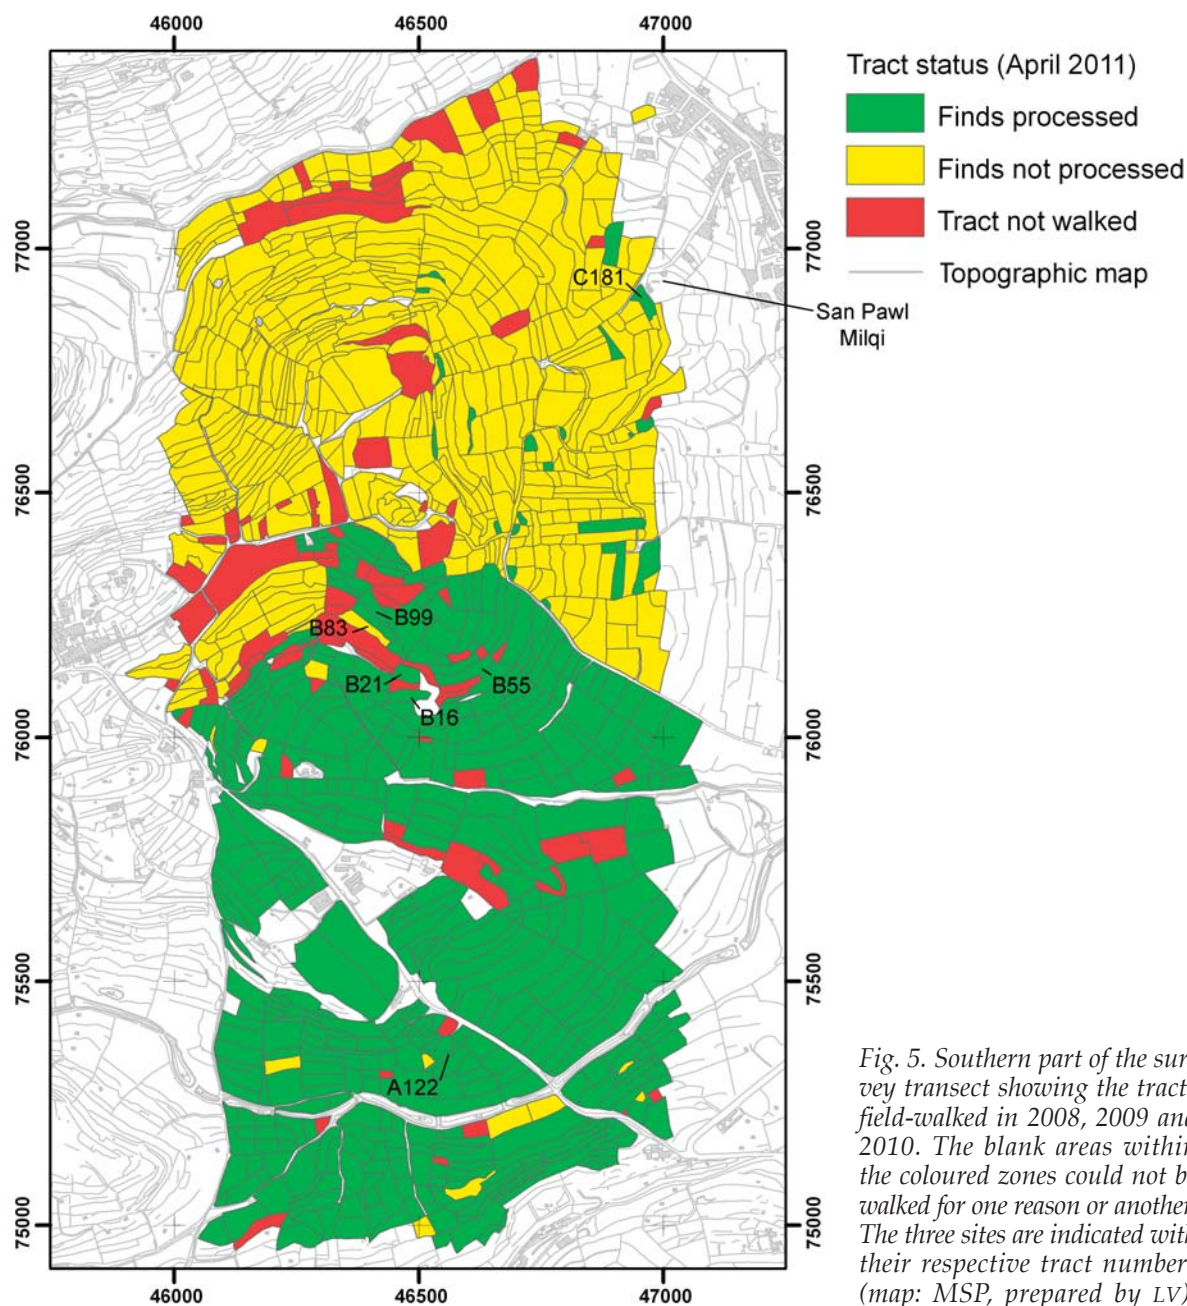 46000 46500 47000
Tract status (April 2011)
Finds processed
Finds not processed
Tract not walked
Topographic map
77000 77000
C181
San Pawl
Milqi
76500 76500
B99
B83
B21
B55
B16
76000 76000
75500 75500
A122
75000 75000
46000 46500 47000
Fig. 5. Southern part of the sur
vey transect showing the tract
field-walked in 2008, 2009 and
2010. The blank areas within
the coloured zones could not b
walked for one reason or another
The three sites are indicated with
their respective tract number
(map: MSP, prepared by LV)